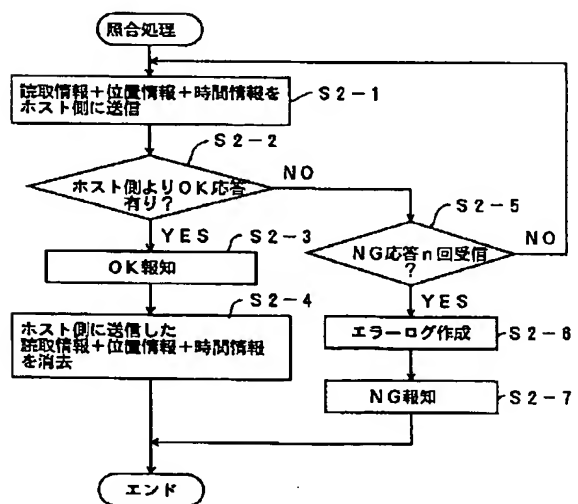 照合処理
読取情報+位置情報+時間情報を
ホスト側に送信
S2-1
S2-2
ホスト側よりOK応答
有り?
NO
YES
S2-3
OK報知
S2-4
ホスト側に送信した
読取情報+位置情報+時間情報
を消去
S2-5
NG応答n回受信
?
NO
YES
エラーログ作成
S2-6
NG報知
S2-7
エンド